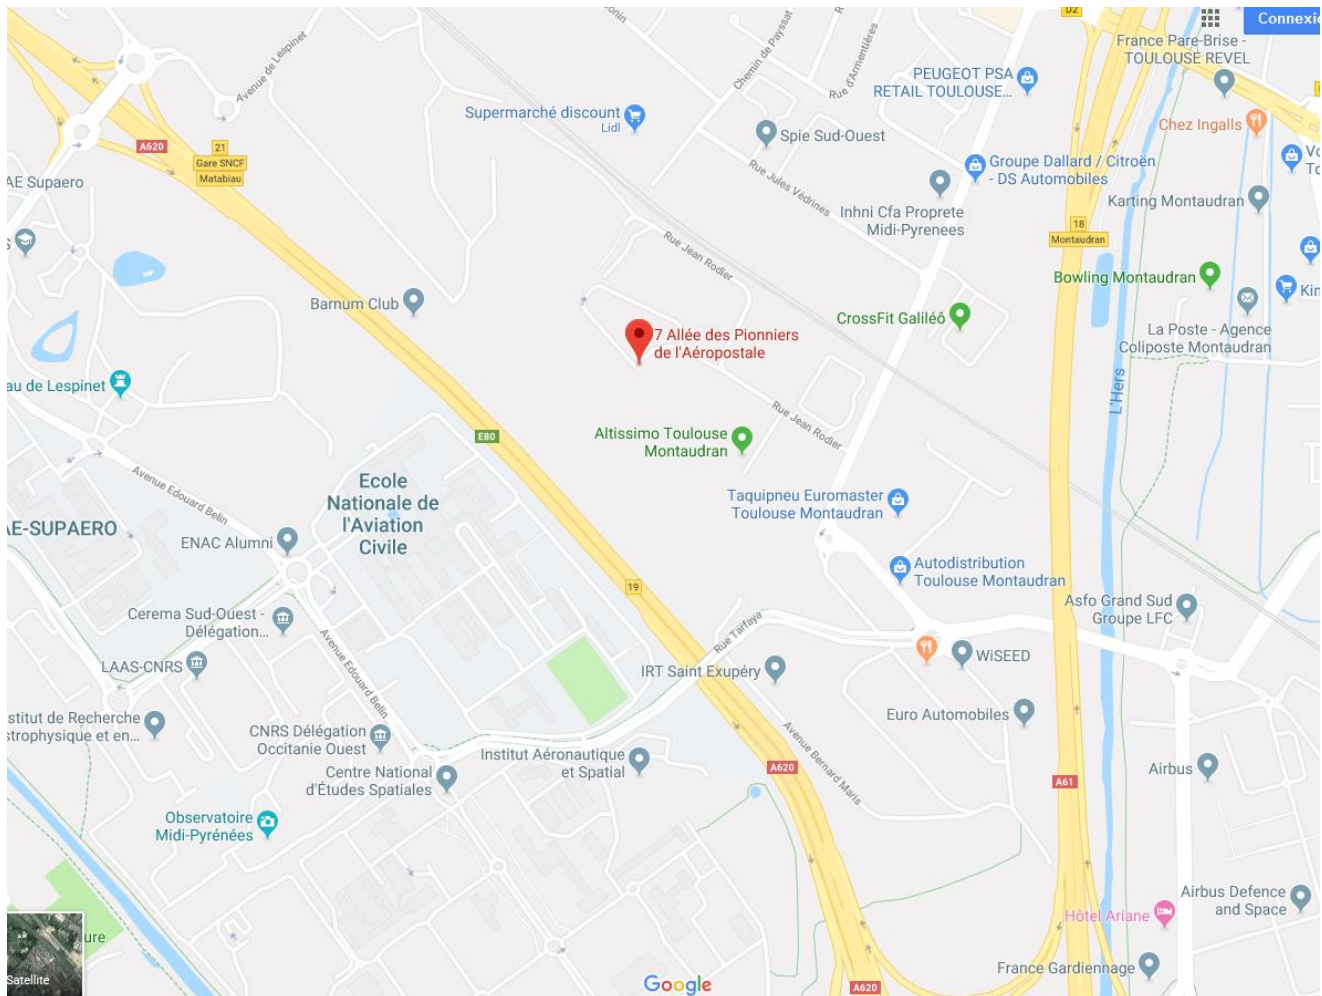 onin
Chemin de Payssat
Rue d'Armentières
R
D2
Connexio
France Pare-Brise -
TOULOUSE REVEL
Avenue de Lespinet
PEUGEOT PSA
RETAIL TOULOUSE...
Supermarché discount
Lidl
Spie Sud-Ouest
Chez Ingalls
Vo
To
A620
21
Gare SNCF
Matabiau
AE Supaero
Rue Jules Védrines
Groupe Dallard / Citroën
- DS Automobiles
Inhni Cfa Proprete
Midi-Pyrenees
Karting Montaudran
18
Montaudran
S
Rue Jean Rodier
Bowling Montaudran
Kin
Barnum Club
CrossFit Galiléô
La Poste - Agence
Coliposte Montaudran
7 Allée des Pionniers
de l'Aéropostale
au de Lespinet
L'Hers
Rue Jean Rodier
E80
Altissimo Toulouse
Montaudran
Avenue Edouard Belin
Ecole
Nationale de
l'Aviation
Civile
Taquipneu Euromaster
Toulouse Montaudran
AE-SUPAERO
ENAC Alumni
Autodistribution
Toulouse Montaudran
19
Asfo Grand Sud
Groupe LFC
Cerema Sud-Ouest -
Délégation...
Rue Tarfaya
Avenue Edouard Belin
LAAS-CNRS
IRT Saint Exupéry
WiSEED
stitut de Recherche
strophysique et en...
Euro Automobiles
CNRS Délégation
Occitanie Ouest
Institut Aéronautique
et Spatial
Avenue Bernard Maris
A620
A61
Airbus
Centre National
d'Études Spatiales
Observatoire
Midi-Pyrénées
Airbus Defence
and Space
Hôtel Ariane
ure
France Gardiennage
Satellite
Google
A620